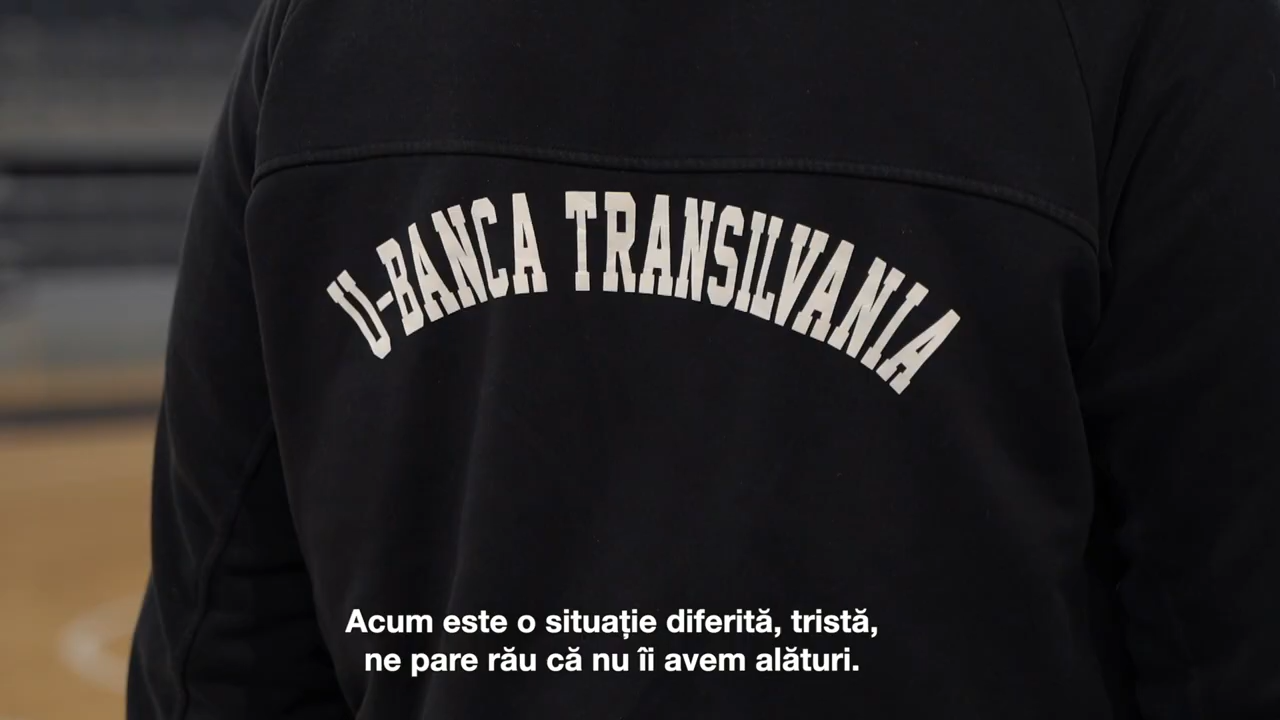 U-BANCA TRANSILVANIA
Acum este o situație diferită, tristă,
ne pare rău că nu îi avem alături.